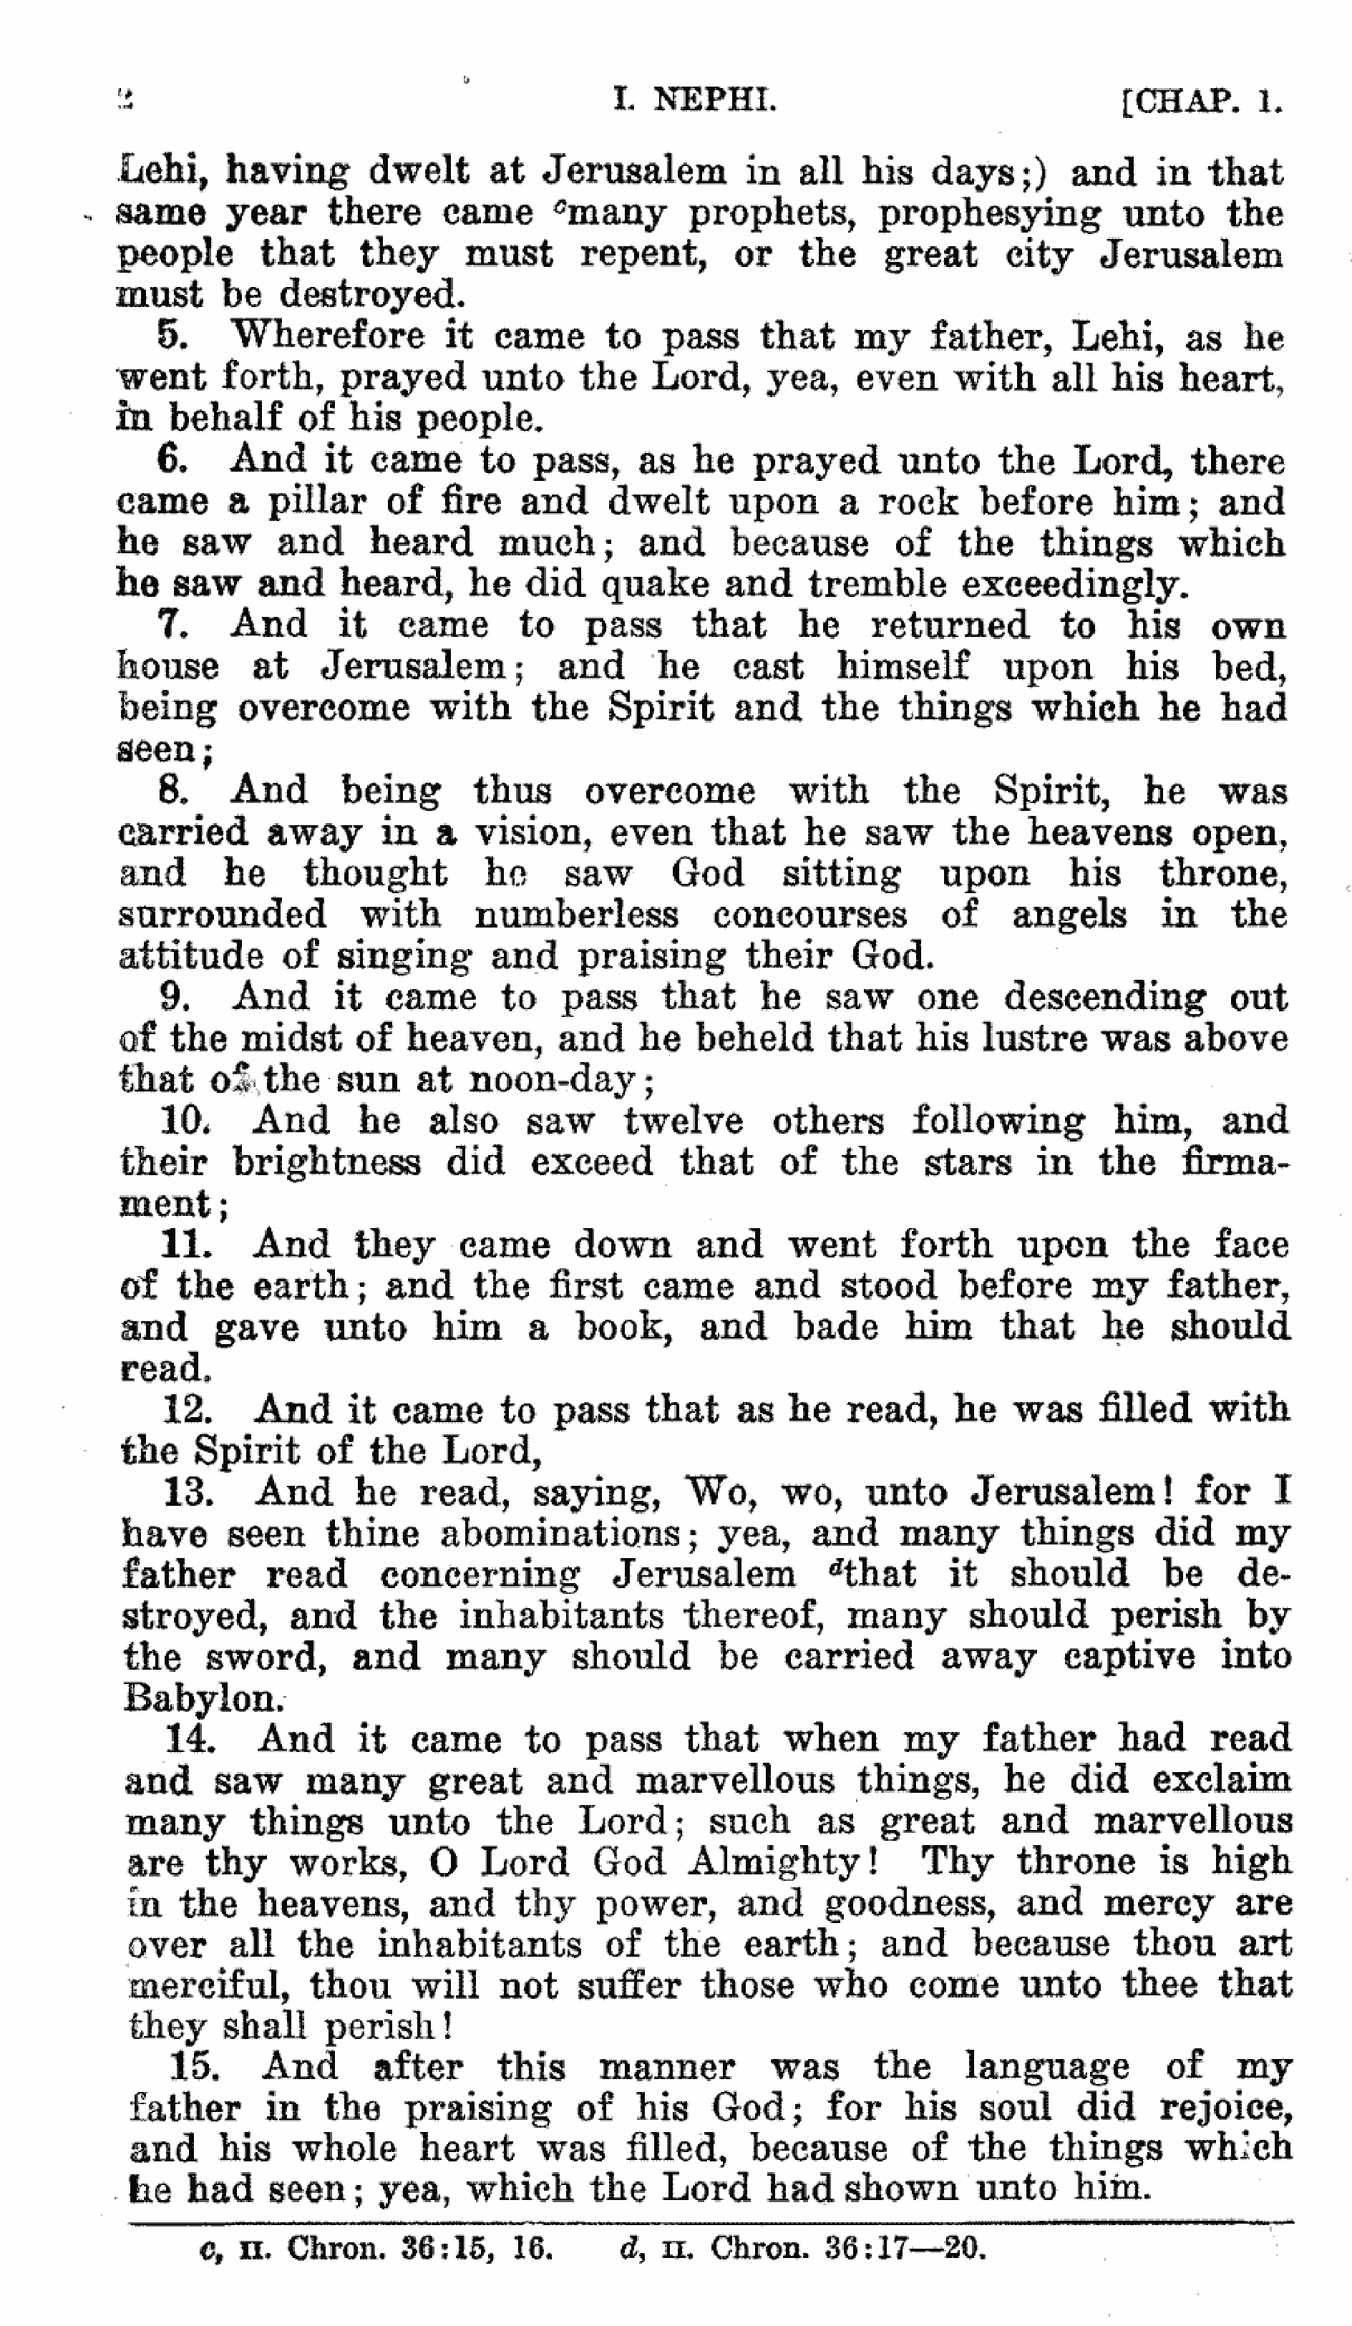 2 I. NEPHI. [CHAP. 1.
Lehi, having dwelt at Jerusalem in all his days;) and in that
same year there came ᶜmany prophets, prophesying unto the
people that they must repent, or the great city Jerusalem
must be destroyed.
5. Wherefore it came to pass that my father, Lehi, as he
went forth, prayed unto the Lord, yea, even with all his heart,
in behalf of his people.
6. And it came to pass, as he prayed unto the Lord, there
came a pillar of fire and dwelt upon a rock before him; and
he saw and heard much; and because of the things which
he saw and heard, he did quake and tremble exceedingly.
7. And it came to pass that he returned to his own
house at Jerusalem; and he cast himself upon his bed,
being overcome with the Spirit and the things which he had
seen;
8. And being thus overcome with the Spirit, he was
carried away in a vision, even that he saw the heavens open,
and he thought he saw God sitting upon his throne,
surrounded with numberless concourses of angels in the
attitude of singing and praising their God.
9. And it came to pass that he saw one descending out
of the midst of heaven, and he beheld that his lustre was above
that of the sun at noon-day;
10. And he also saw twelve others following him, and
their brightness did exceed that of the stars in the firma-
ment;
11. And they came down and went forth upon the face
of the earth; and the first came and stood before my father,
and gave unto him a book, and bade him that he should
read.
12. And it came to pass that as he read, he was filled with
the Spirit of the Lord,
13. And he read, saying, Wo, wo, unto Jerusalem! for I
have seen thine abominations; yea, and many things did my
father read concerning Jerusalem ᵈthat it should be de-
stroyed, and the inhabitants thereof, many should perish by
the sword, and many should be carried away captive into
Babylon.
14. And it came to pass that when my father had read
and saw many great and marvellous things, he did exclaim
many things unto the Lord; such as great and marvellous
are thy works, O Lord God Almighty! Thy throne is high
in the heavens, and thy power, and goodness, and mercy are
over all the inhabitants of the earth; and because thou art
merciful, thou will not suffer those who come unto thee that
they shall perish!
15. And after this manner was the language of my
father in the praising of his God; for his soul did rejoice,
and his whole heart was filled, because of the things which
he had seen; yea, which the Lord had shown unto him.
c, II. Chron. 36:15, 16. d, II. Chron. 36:17—20.